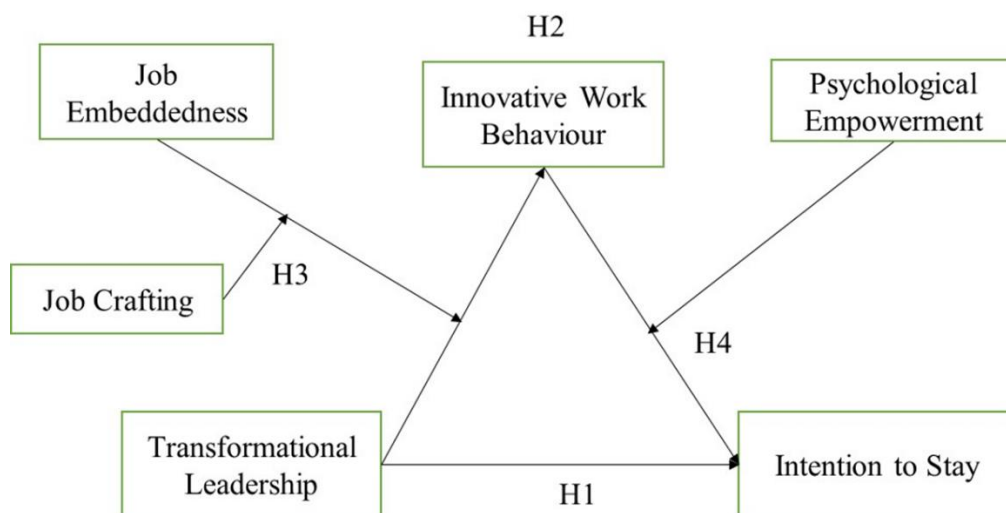 H2
Job
Embeddedness
Innovative Work
Behaviour
Psychological
Empowerment
Job Crafting
H3
H4
Transformational
Leadership
Intention to Stay
H1